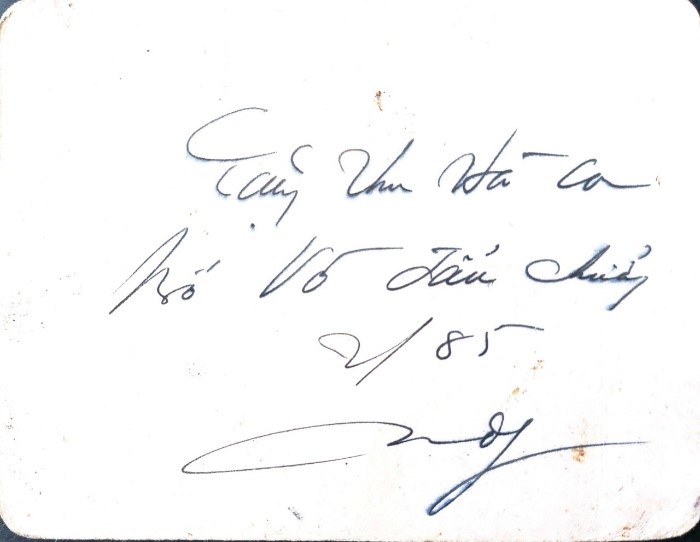 Tặng Thu Hà con
Bố Võ Tấn
2/85